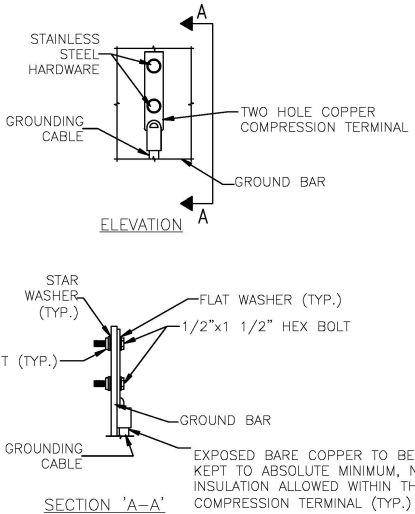 A
STAINLESS
STEEL
HARDWARE
TWO HOLE COPPER
COMPRESSION TERMINAL
GROUNDING
CABLE
GROUND BAR
A
ELEVATION
STAR
WASHER
(TYP.)
FLAT WASHER (TYP.)
1/2"x1 1/2" HEX BOLT
(TYP.)
GROUND BAR
GROUNDING
CABLE
EXPOSED BARE COPPER TO BE
KEPT TO ABSOLUTE MINIMUM,
INSULATION ALLOWED WITHIN
COMPRESSION TERMINAL (TYP.)
SECTION 'A-A'